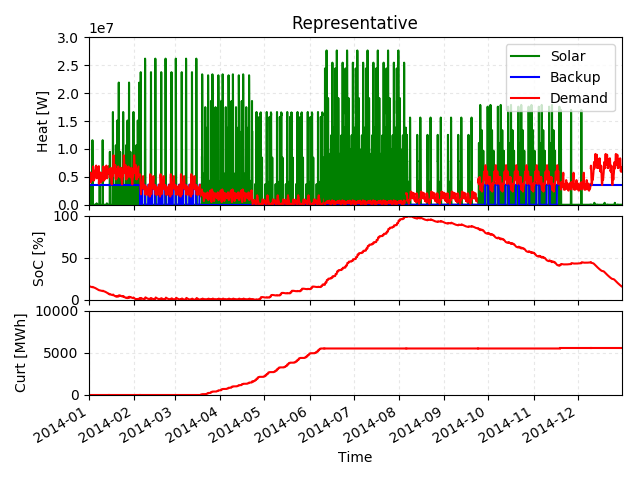 Representative
1e7
3.0
2.5
2.0
1.5
1.0
0.5
0.0
Heat [W]
Solar
Backup
Demand
100
50
0
SoC [%]
10000
5000
0
Curt [MWh]
2014-01
2014-02
2014-03
2014-04
2014-05
2014-06
2014-07
2014-08
2014-09
2014-10
2014-11
2014-12
Time